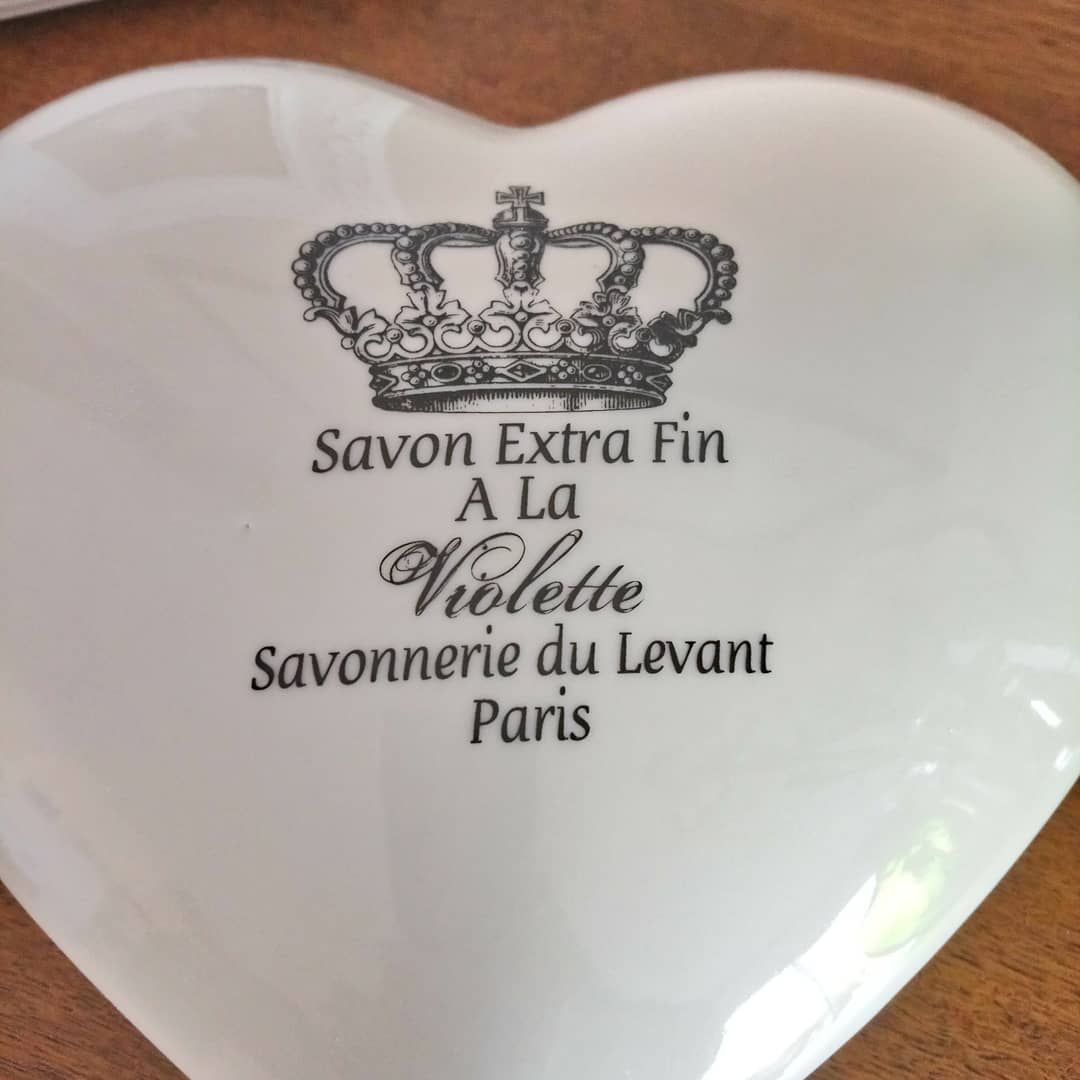 Savon Extra Fin
A La
Violette
Savonnerie du Levant
Paris